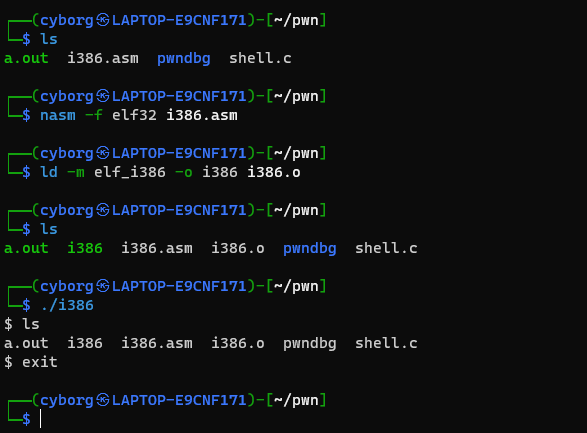 ┌──(cyborg㉿LAPTOP-E9CNF171)-[~/pwn]
└─$ ls
a.out  i386.asm  pwndbg  shell.c
┌──(cyborg㉿LAPTOP-E9CNF171)-[~/pwn]
└─$ nasm -f elf32 i386.asm
┌──(cyborg㉿LAPTOP-E9CNF171)-[~/pwn]
└─$ ld -m elf_i386 -o i386 i386.o
┌──(cyborg㉿LAPTOP-E9CNF171)-[~/pwn]
└─$ ls
a.out  i386  i386.asm  i386.o  pwndbg  shell.c
┌──(cyborg㉿LAPTOP-E9CNF171)-[~/pwn]
└─$ ./i386
$ ls
a.out  i386  i386.asm  i386.o  pwndbg  shell.c
$ exit
┌──(cyborg㉿LAPTOP-E9CNF171)-[~/pwn]
└─$